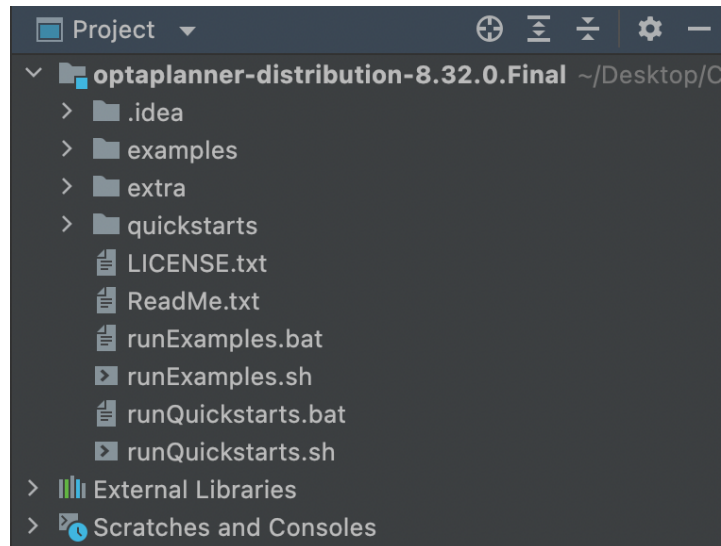 Project
optaplanner-distribution-8.32.0.Final ~/Desktop/C
.idea
examples
extra
quickstarts
LICENSE.txt
ReadMe.txt
runExamples.bat
runExamples.sh
runQuickstarts.bat
runQuickstarts.sh
External Libraries
Scratches and Consoles